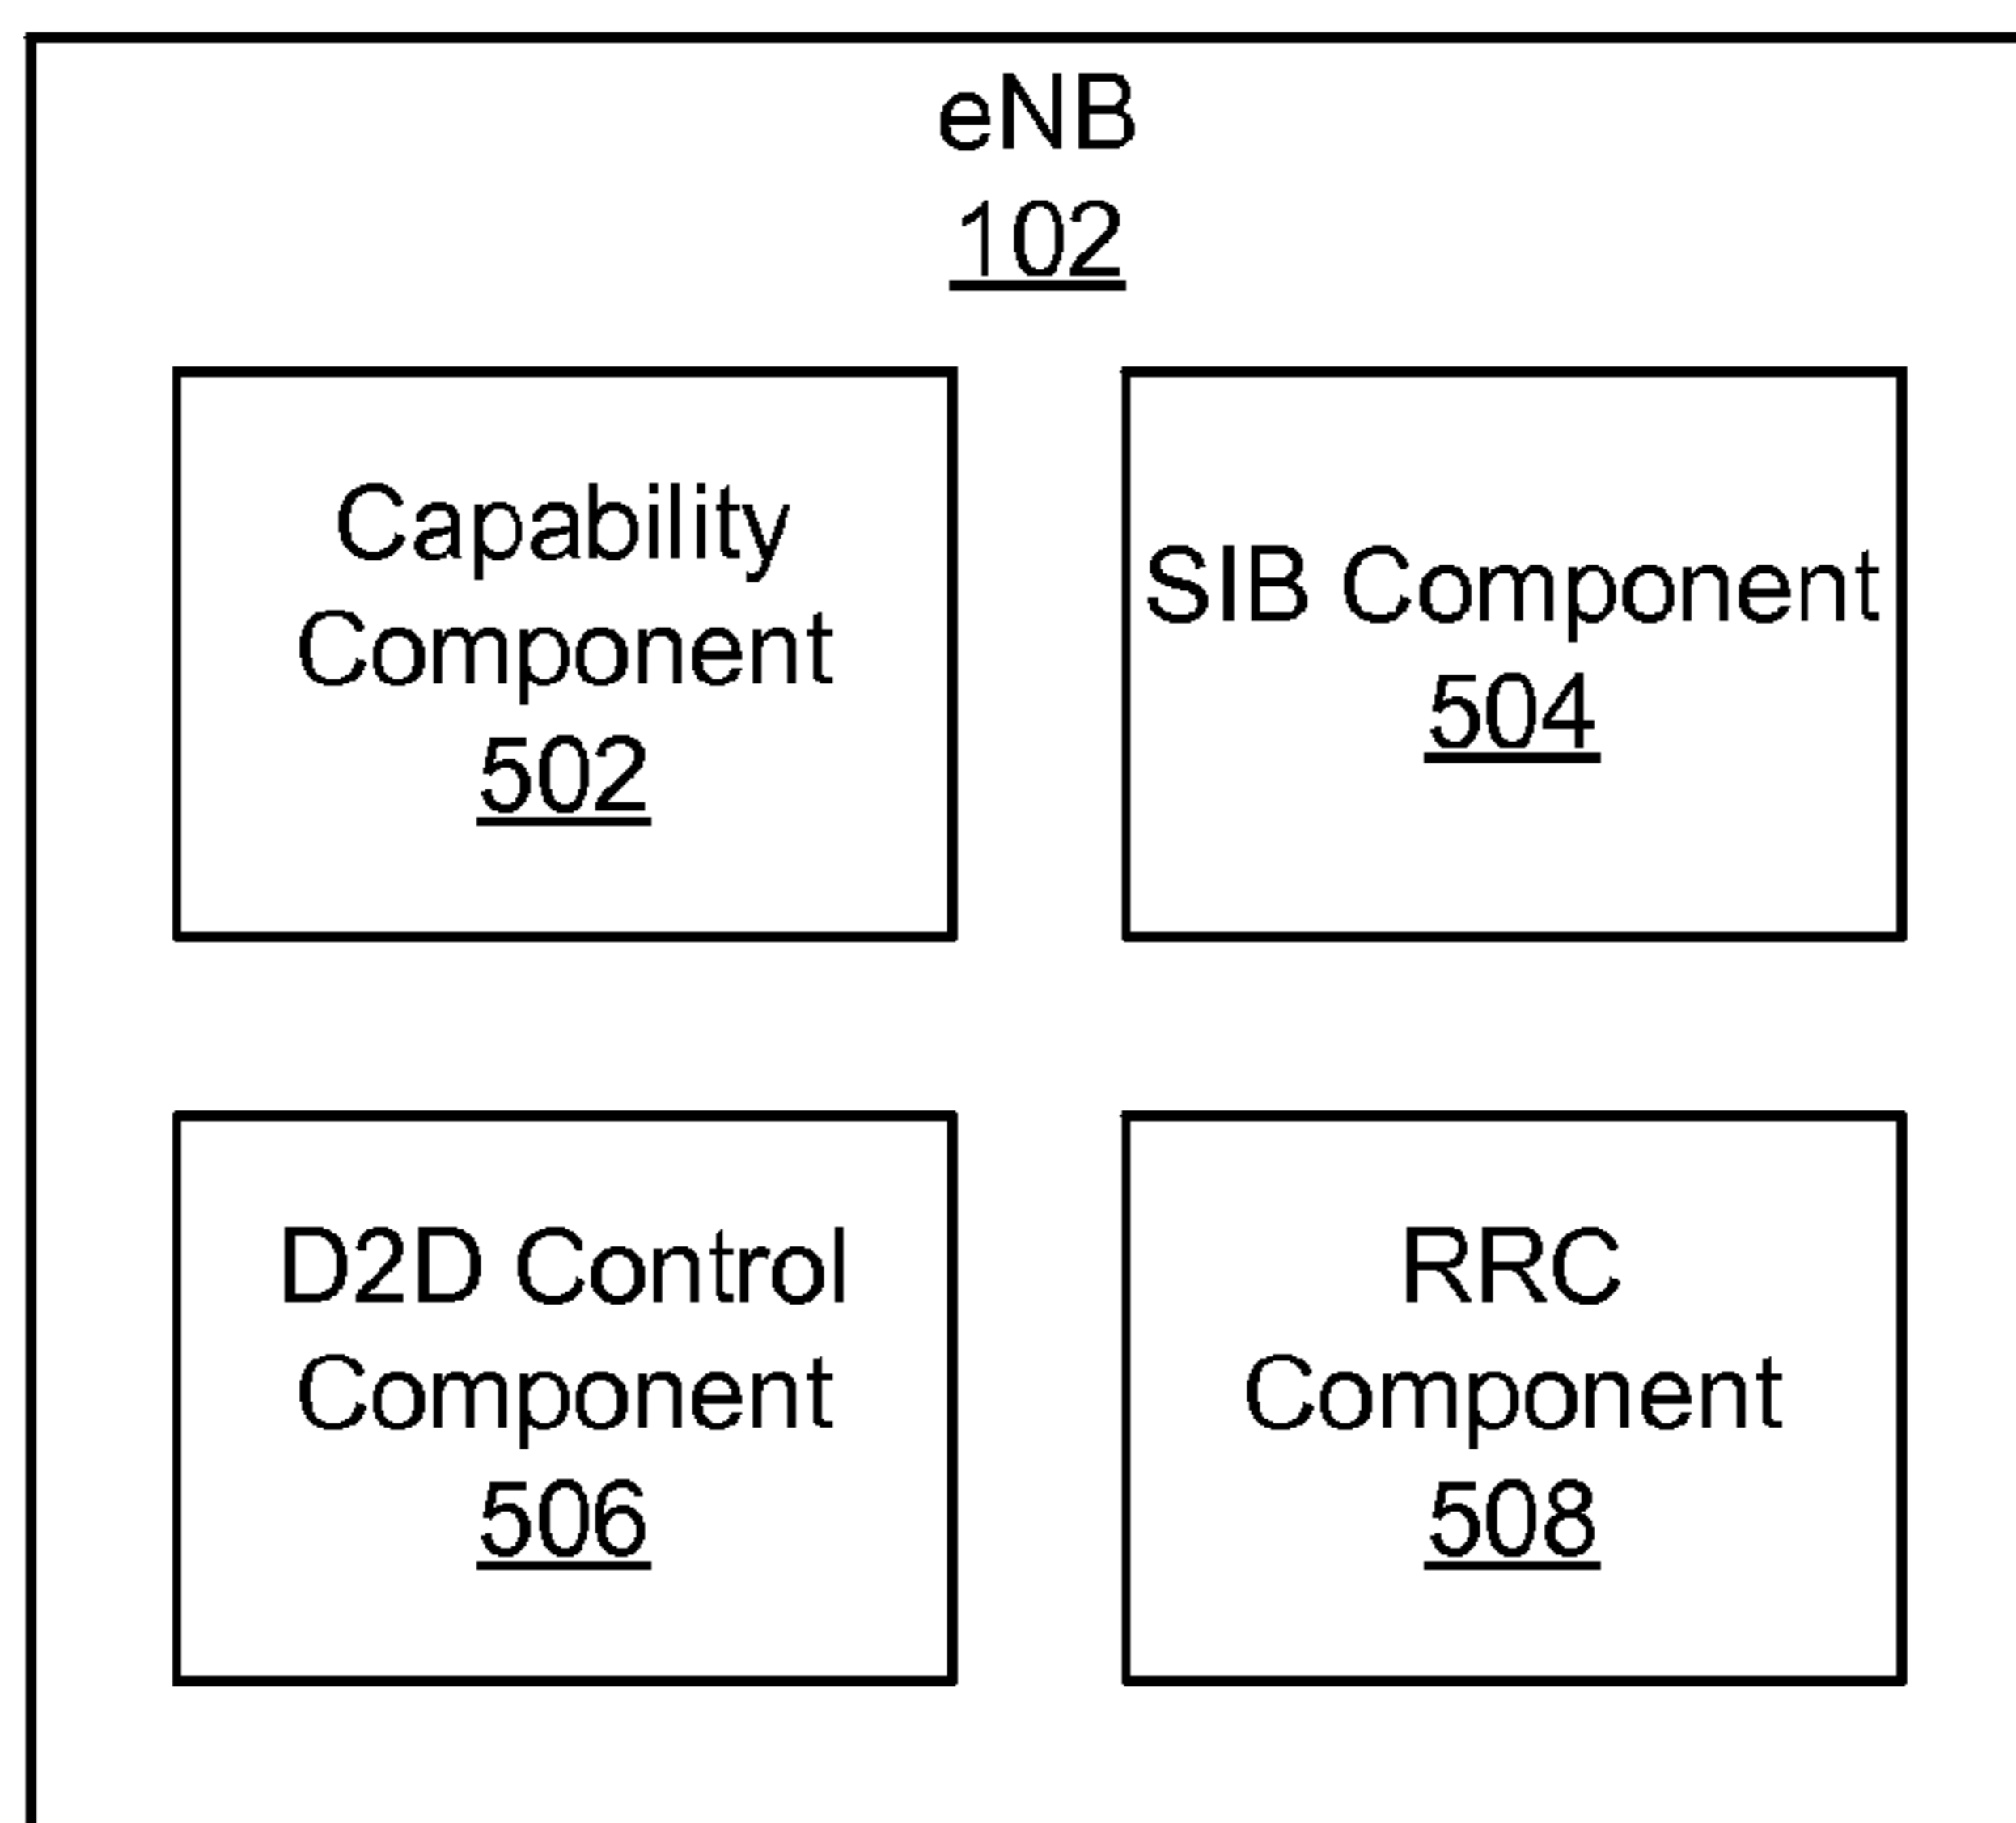 eNB
102
Capability
Component
502
SIB Component
504
D2D Control
Component
506
RRC
Component
508